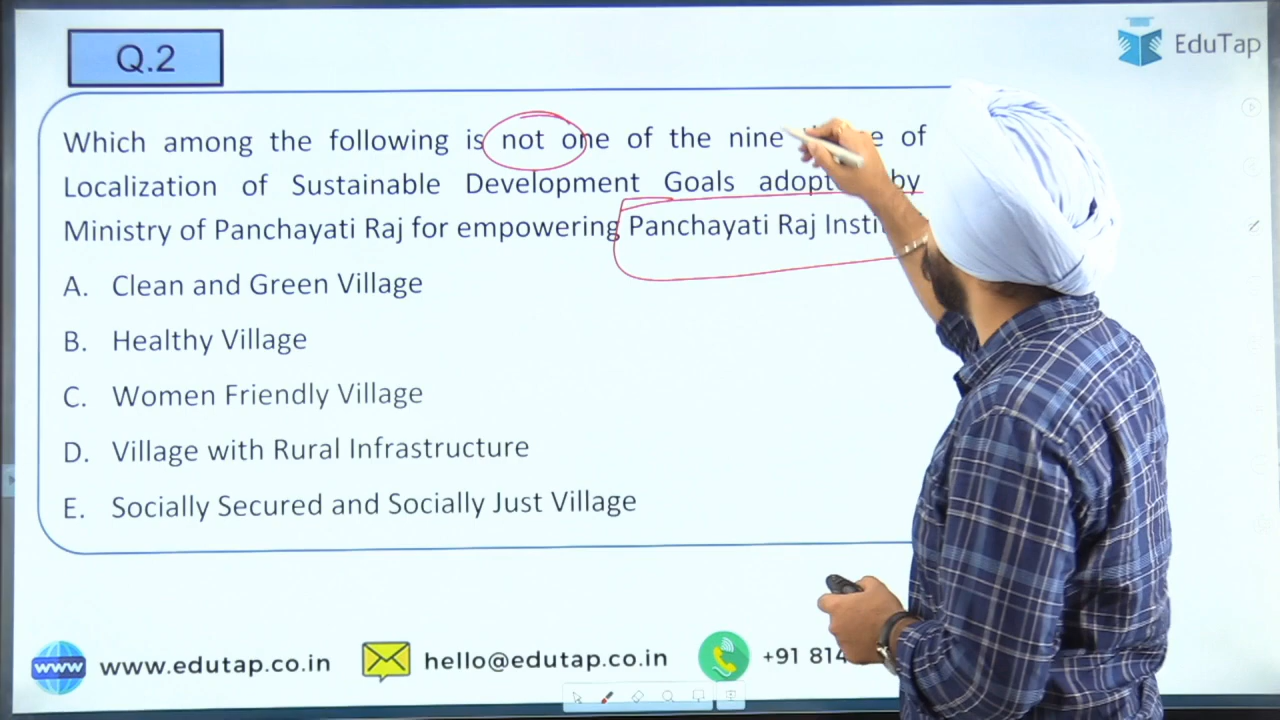 Q.2
EduTap
Which among the following is not one of the nine of
Localization of Sustainable Development Goals by
Ministry of Panchayati Raj for empowering Panchayati Raj
A. Clean and Green Village
B. Healthy Village
C. Women Friendly Village
D. Village with Rural Infrastructure
E. Socially Secured and Socially Just Village
www www.edutap.co.in hello@edutap.co.in +91 814